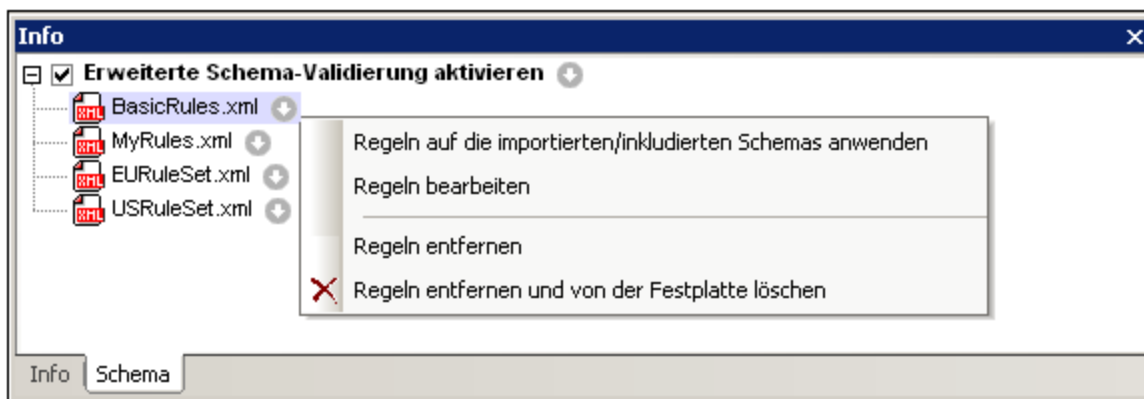 Info
Erweiterte Schema-Validierung aktivieren
BasicRules.xml
MyRules.xml
EURuleSet.xml
USRuleSet.xml
Regeln auf die importierten/inkludierten Schemas anwenden
Regeln bearbeiten
Regeln entfernen
Regeln entfernen und von der Festplatte löschen
Info
Schema